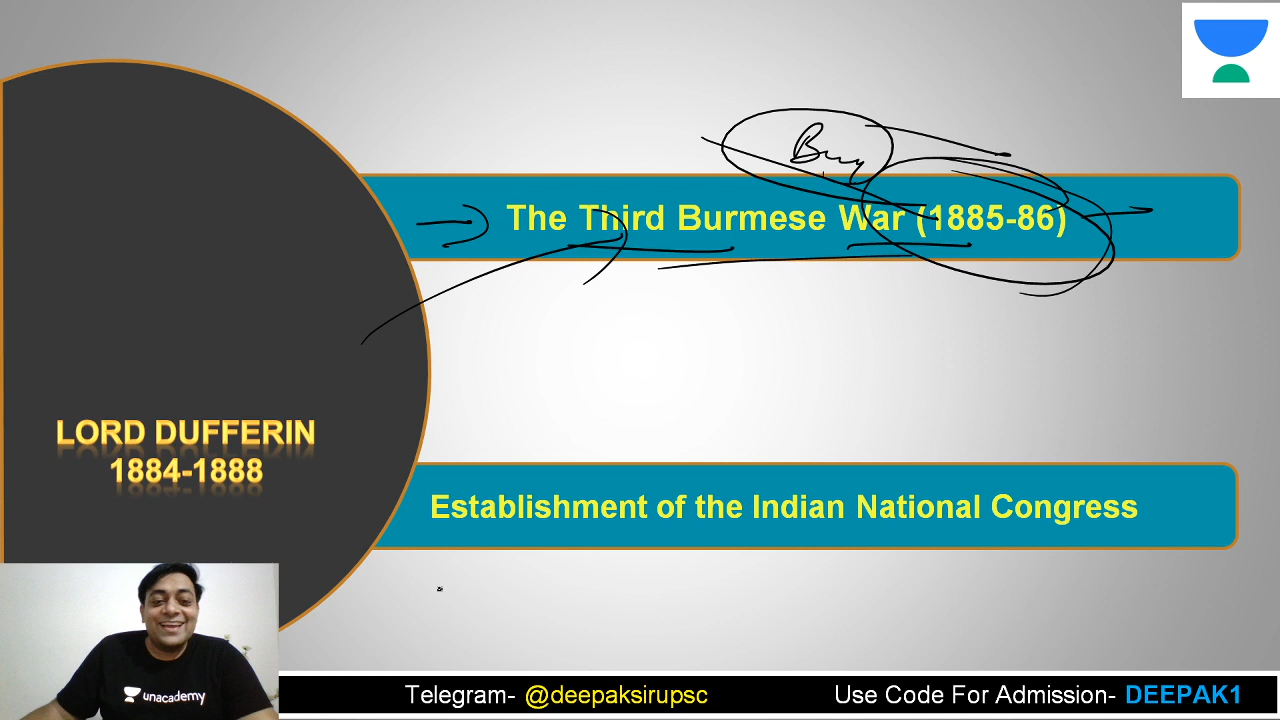 The Third Burmese War (1885-86)
LORD DUFFERIN
1884-1888
Establishment of the Indian National Congress
unacademy
Telegram- @deepaksirupsc
Use Code For Admission- DEEPAK1